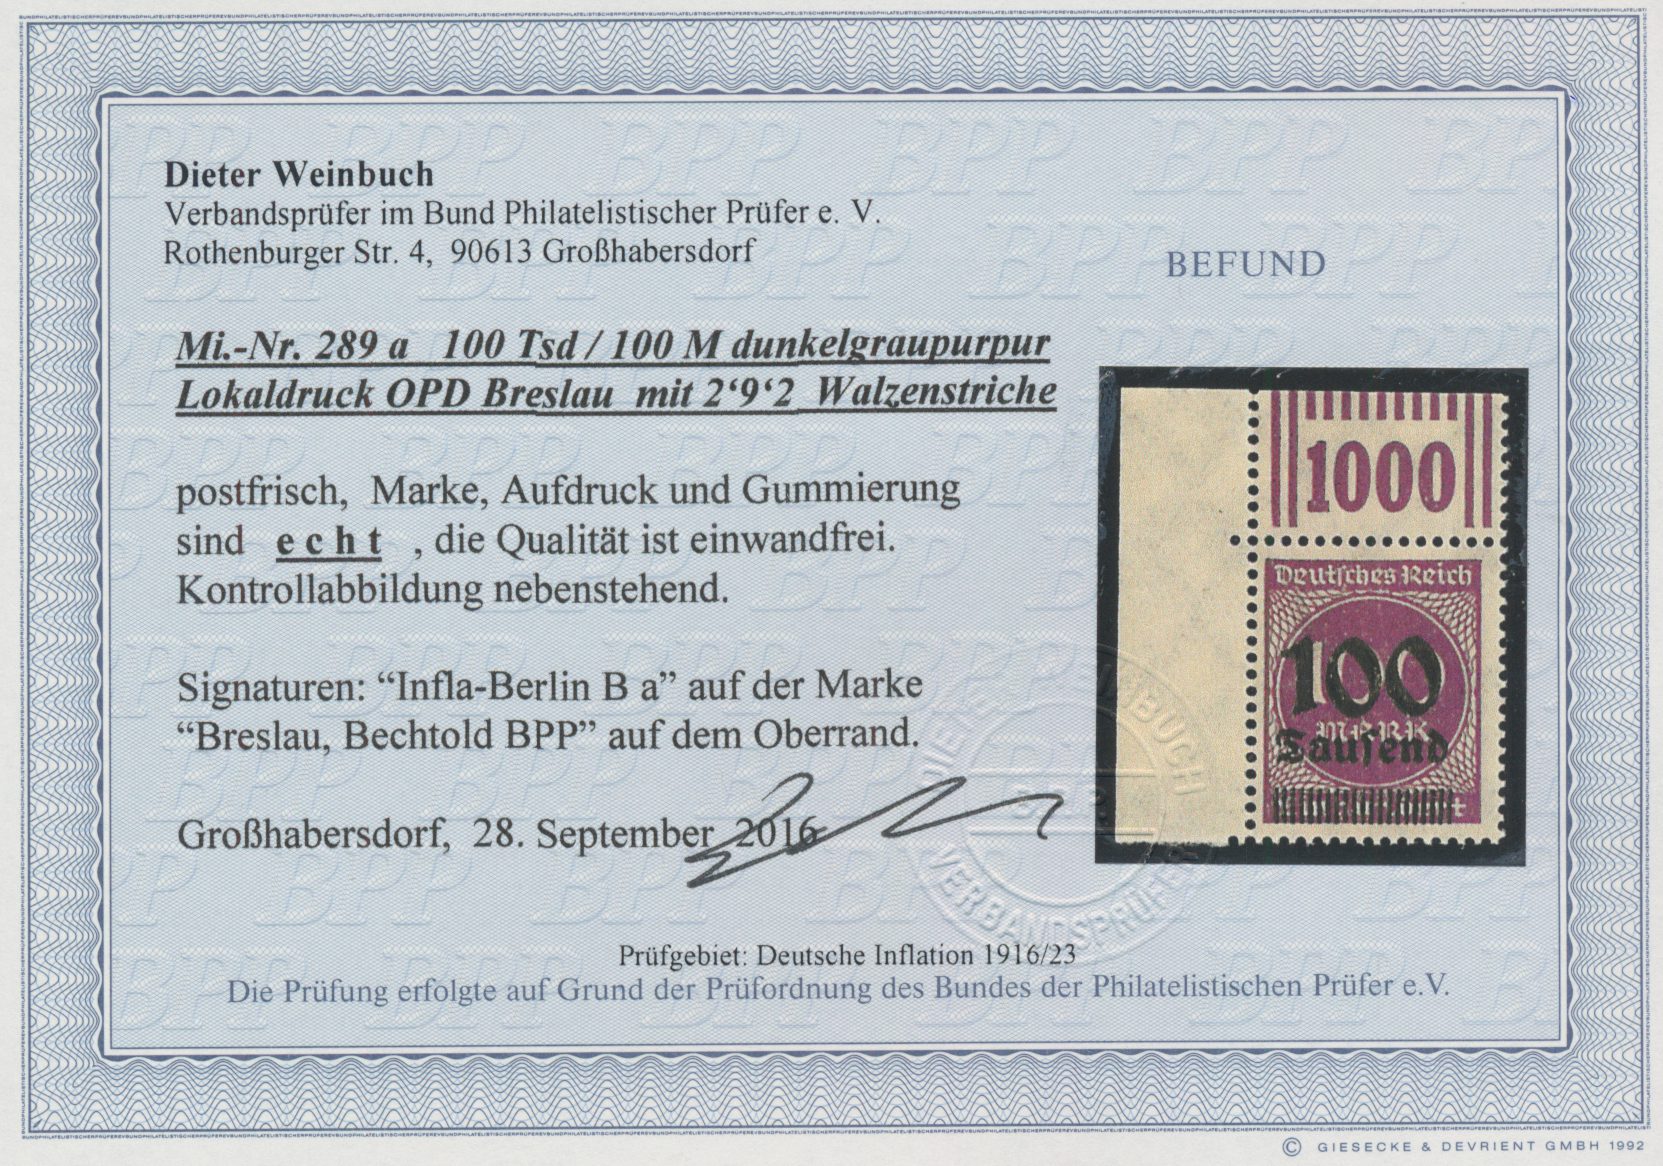 Dieter Weinbuch
Verbandsprüfer im Bund Philatelistischer Prüfer e. V.
Rothenburger Str. 4, 90613 Großhabersdorf
BEFUND
Mi.-Nr. 289 a 100 Tsd / 100 M dunkelgraupurpur
Lokaldruck OPD Breslau mit 2‘9‘2 Walzenstriche
postfrisch, Marke, Aufdruck und Gummierung
sind e c h t , die Qualität ist einwandfrei.
Kontrollabbildung nebenstehend.
Signaturen: “Infla-Berlin B a” auf der Marke
“Breslau, Bechtold BPP” auf dem Oberrand.
Großhabersdorf, 28. September 2016
1000
Deutsches Reich
100
MARK
Tausend
VERBANDSPRÜFER
Prüfgebiet: Deutsche Inflation 1916/23
Die Prüfung erfolgte auf Grund der Prüfordnung des Bundes der Philatelistischen Prüfer e.V.
© GIESECKE & DEVRIENT GMBH 1992